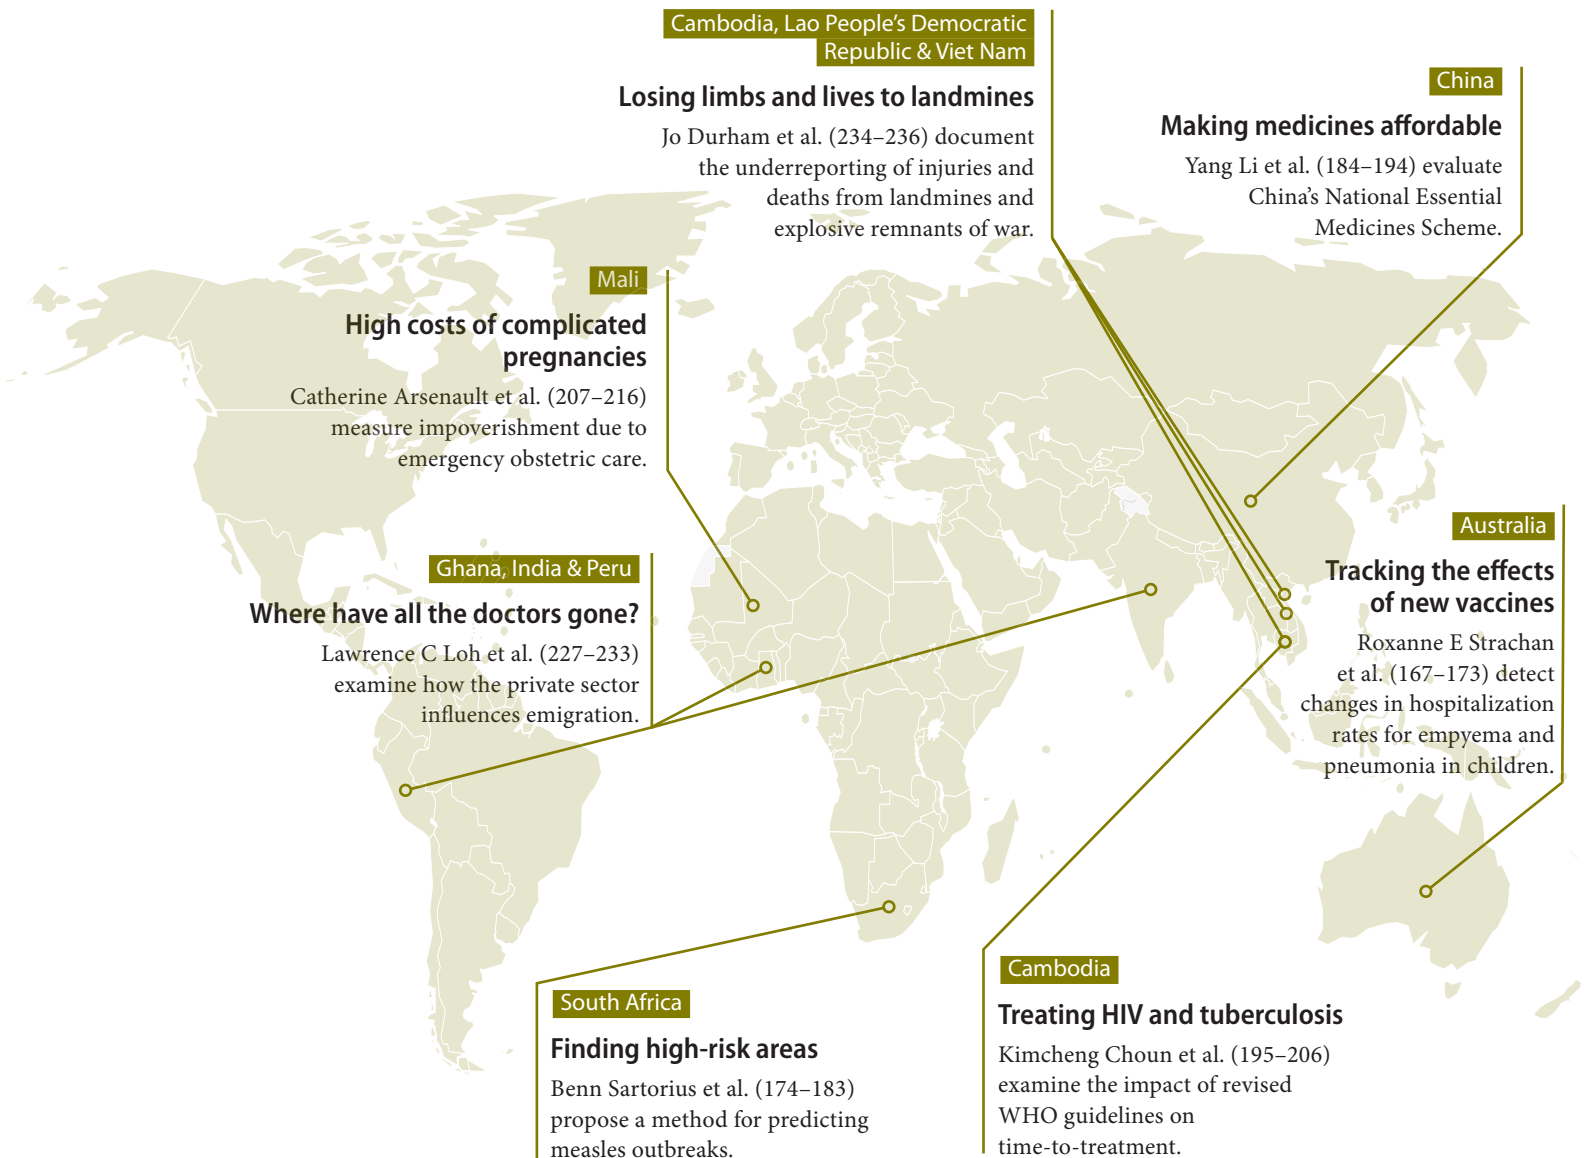 Cambodia, Lao People’s Democratic
Republic & Viet Nam
Losing limbs and lives to landmines
Jo Durham et al. (234–236) document
the underreporting of injuries and
deaths from landmines and
explosive remnants of war.
China
Making medicines affordable
Yang Li et al. (184–194) evaluate
China’s National Essential
Medicines Scheme.
Mali
High costs of complicated
pregnancies
Catherine Arsenault et al. (207–216)
measure impoverishment due to
emergency obstetric care.
Ghana, India & Peru
Where have all the doctors gone?
Lawrence C Loh et al. (227–233)
examine how the private sector
influences emigration.
Australia
Tracking the effects
of new vaccines
Roxanne E Strachan
et al. (167–173) detect
changes in hospitalization
rates for empyema and
pneumonia in children.
South Africa
Finding high-risk areas
Benn Sartorius et al. (174–183)
propose a method for predicting
measles outbreaks.
Cambodia
Treating HIV and tuberculosis
Kimcheng Choun et al. (195–206)
examine the impact of revised
WHO guidelines on
time-to-treatment.